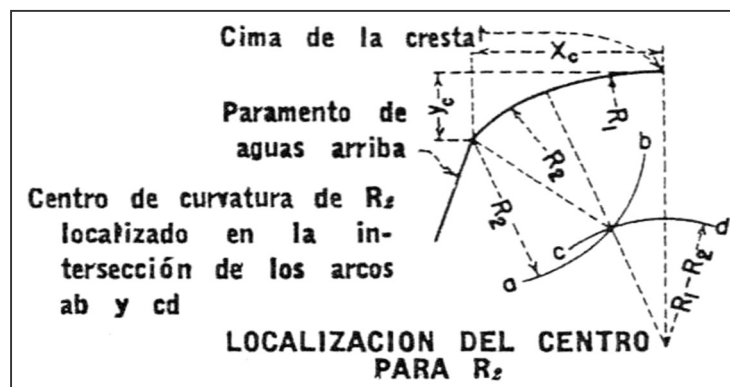 Cima de la cresta
Xc
yc
R1
Paramento de
aguas arriba
b
R2
R2
Centro de curvatura de R2
localizado en la in-
tersección de los arcos
ab y cd
c
d
a
R1-R2
LOCALIZACION DEL CENTRO
PARA R2